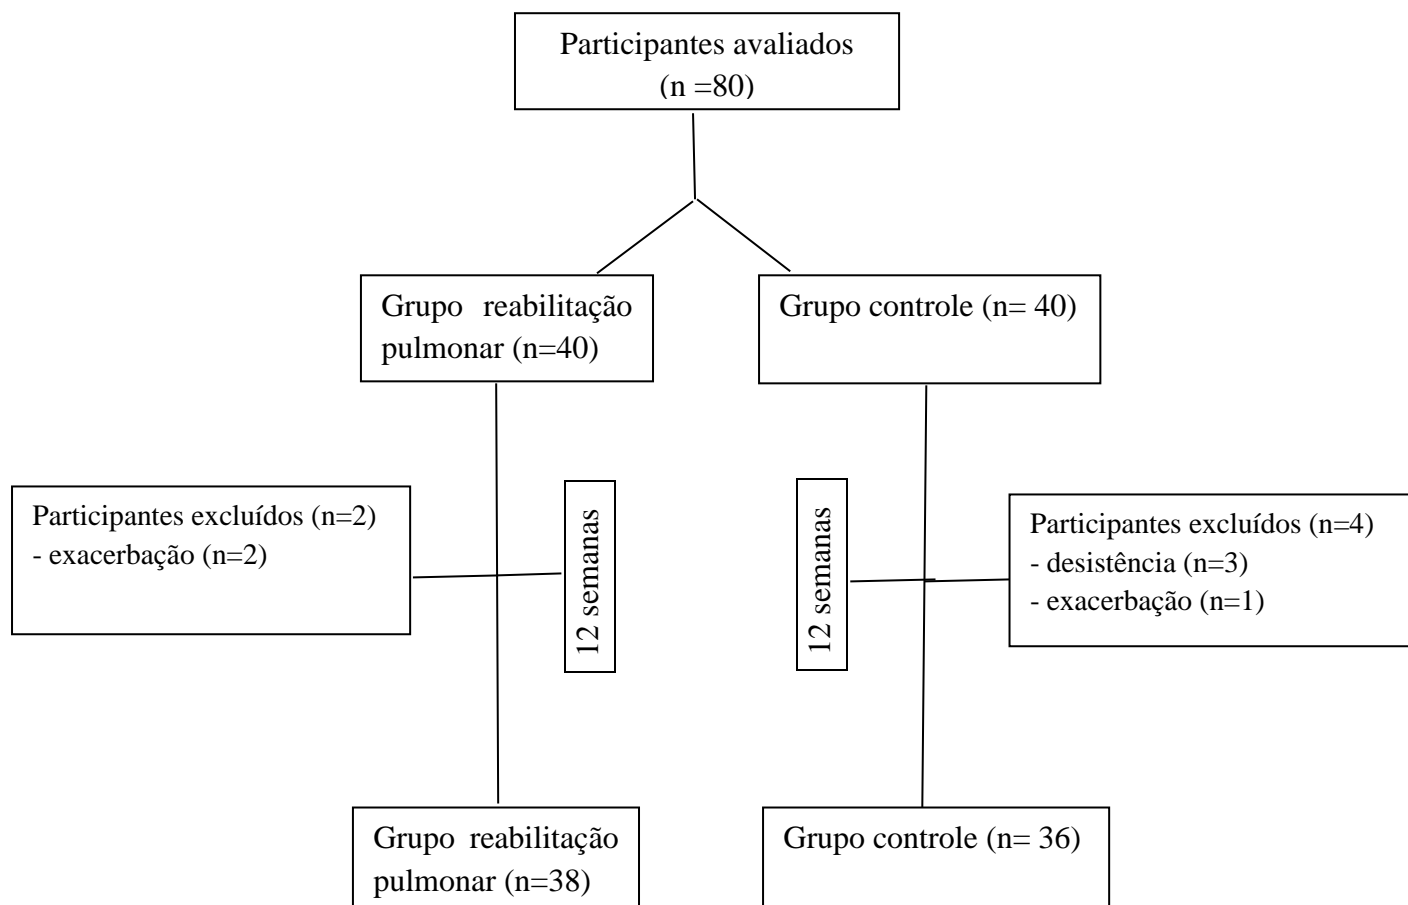 Participantes avaliados
(n =80)
Grupo reabilitação
pulmonar (n=40)
Grupo controle (n= 40)
Participantes excluídos (n=2)
- exacerbação (n=2)
12 semanas
12 semanas
Participantes excluídos (n=4)
- desistência (n=3)
- exacerbação (n=1)
Grupo reabilitação
pulmonar (n=38)
Grupo controle (n= 36)